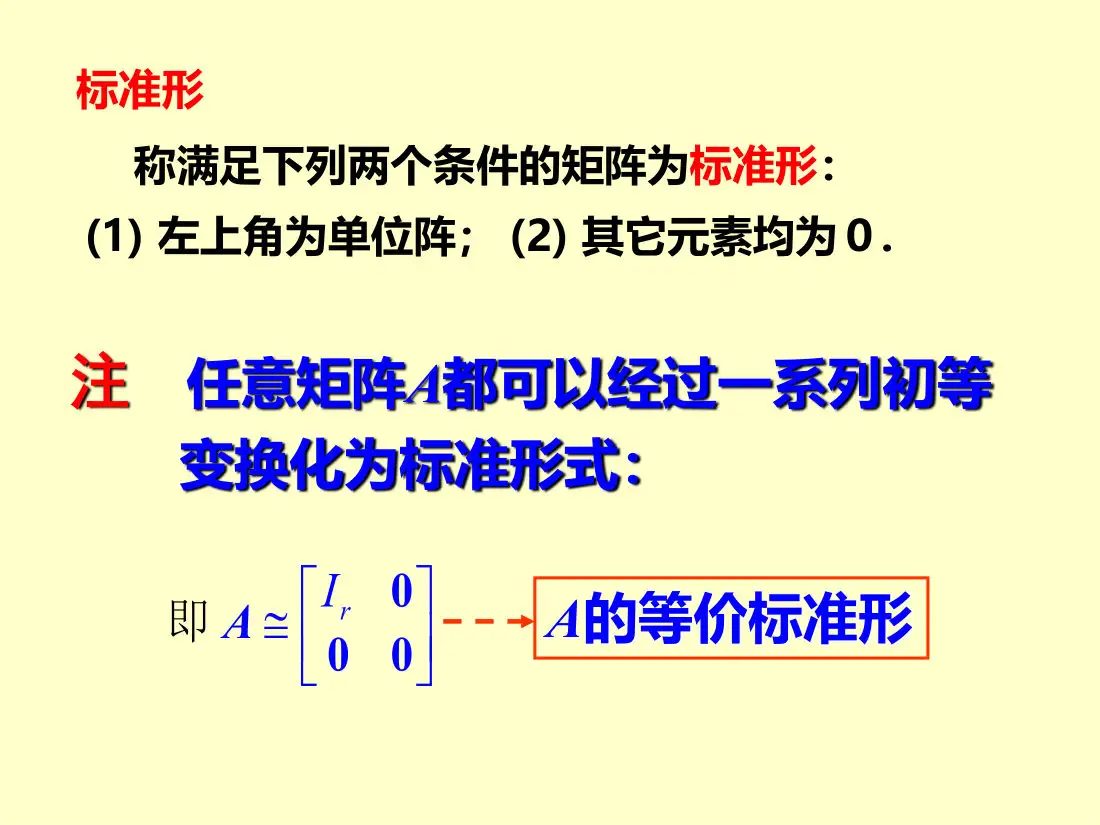 标准形
称满足下列两个条件的矩阵为标准形：
(1) 左上角为单位阵； (2) 其它元素均为 0 .
注 任意矩阵A都可以经过一系列初等
变换化为标准形式：
即 A ≅ [ I_r 0 ; 0 0 ] A的等价标准形